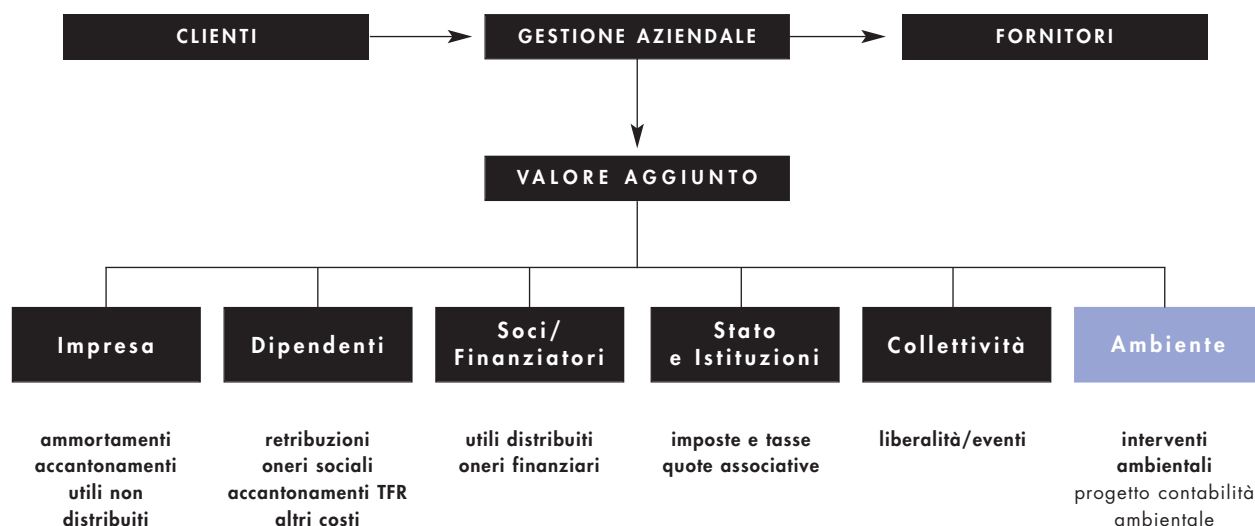 CLIENTI
GESTIONE AZIENDALE
FORNITORI
VALORE AGGIUNTO
Impresa
Dipendenti
Soci/
Finanziatori
Stato
e Istituzioni
Collettività
Ambiente
ammortamenti
accantonamenti
utili non
distribuiti
retribuzioni
oneri sociali
accantonamenti TFR
altri costi
utili distribuiti
oneri finanziari
imposte e tasse
quote associative
liberalità/eventi
interventi
ambientali
progetto contabilità
ambientale